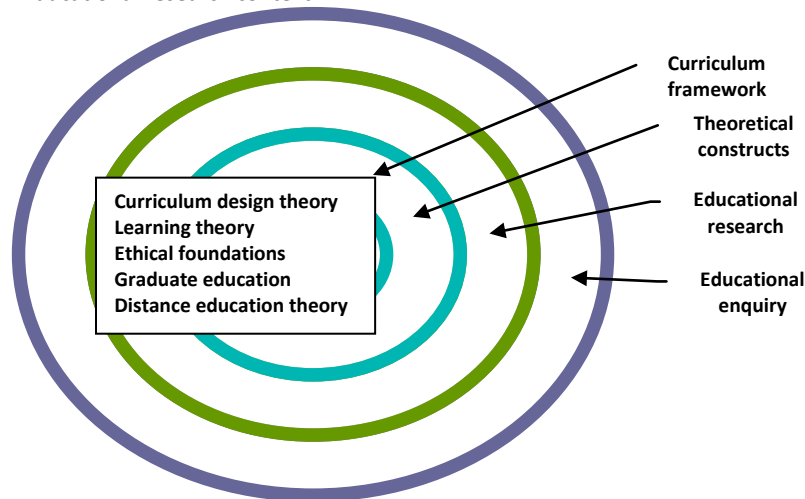 Curriculum
framework
Theoretical
constructs
Educational
research
Educational
enquiry
Curriculum design theory
Learning theory
Ethical foundations
Graduate education
Distance education theory